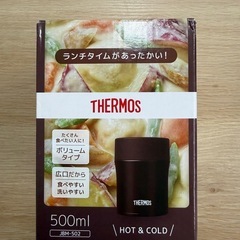 ランチタイムがあったかい！
THERMOS
たくさん
食べたい人に！
ボリューム
タイプ
広口だから
食べやすい
洗いやすい
THERMOS
500ml
JBM-502
HOT & COLD